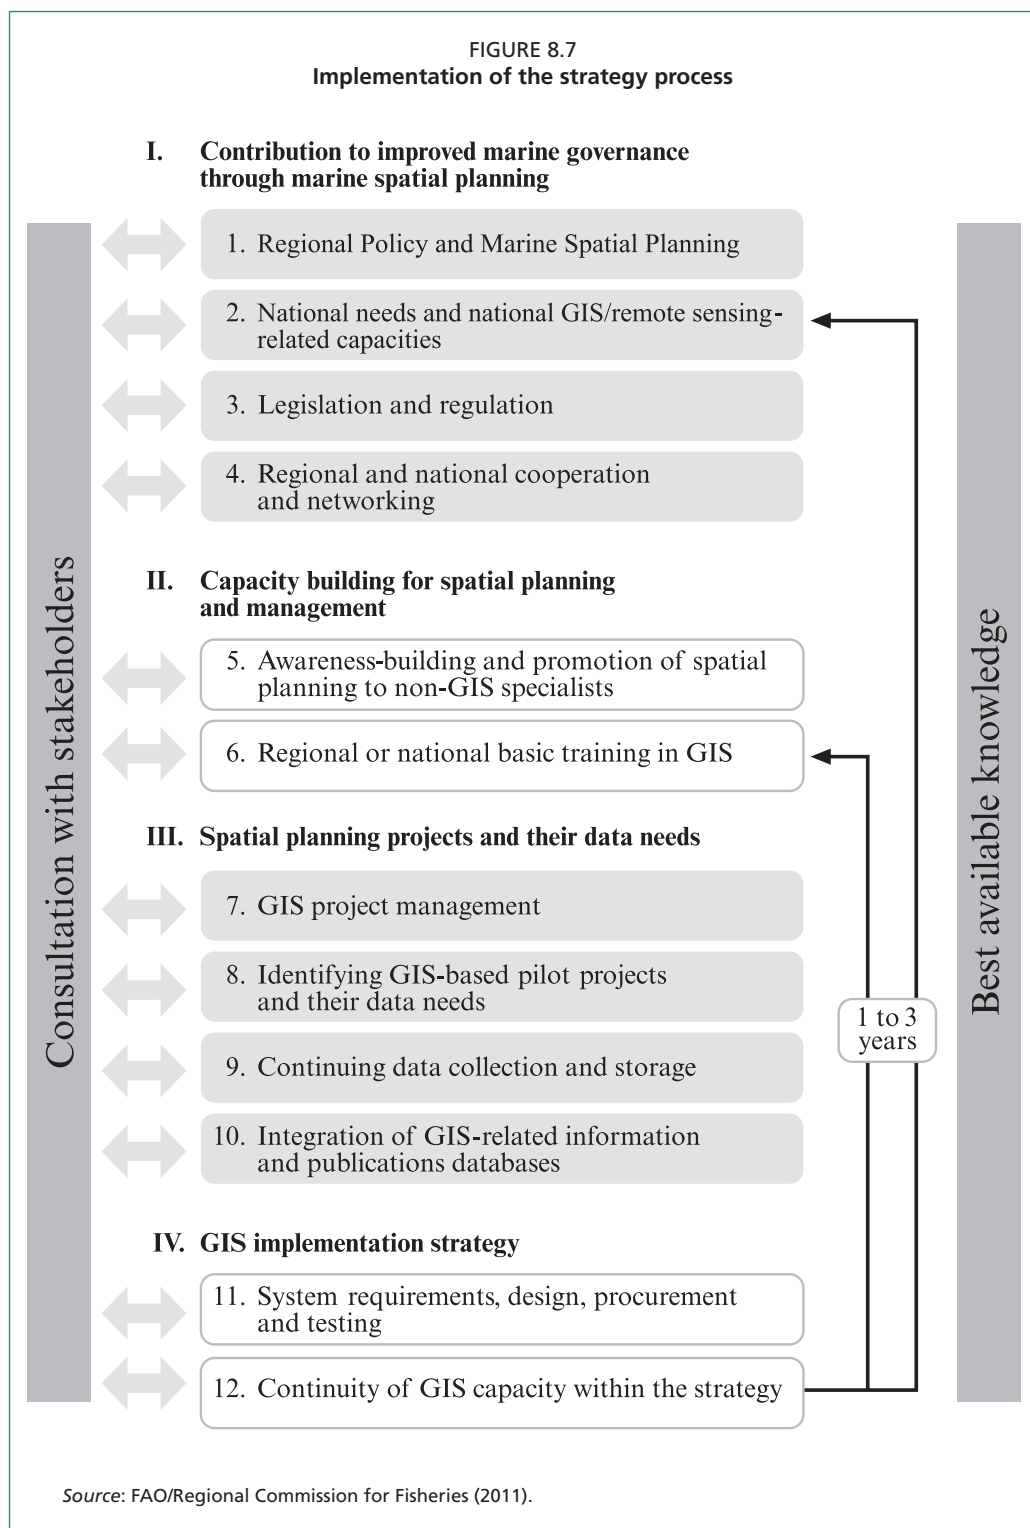 FIGURE 8.7
Implementation of the strategy process
I. Contribution to improved marine governance
through marine spatial planning
1. Regional Policy and Marine Spatial Planning
2. National needs and national GIS/remote sensing-
related capacities
3. Legislation and regulation
4. Regional and national cooperation
and networking
II. Capacity building for spatial planning
and management
5. Awareness-building and promotion of spatial
planning to non-GIS specialists
6. Regional or national basic training in GIS
III. Spatial planning projects and their data needs
7. GIS project management
8. Identifying GIS-based pilot projects
and their data needs
9. Continuing data collection and storage
10. Integration of GIS-related information
and publications databases
IV. GIS implementation strategy
11. System requirements, design, procurement
and testing
12. Continuity of GIS capacity within the strategy
Consultation with stakeholders
1 to 3
years
Best available knowledge
Source: FAO/Regional Commission for Fisheries (2011).